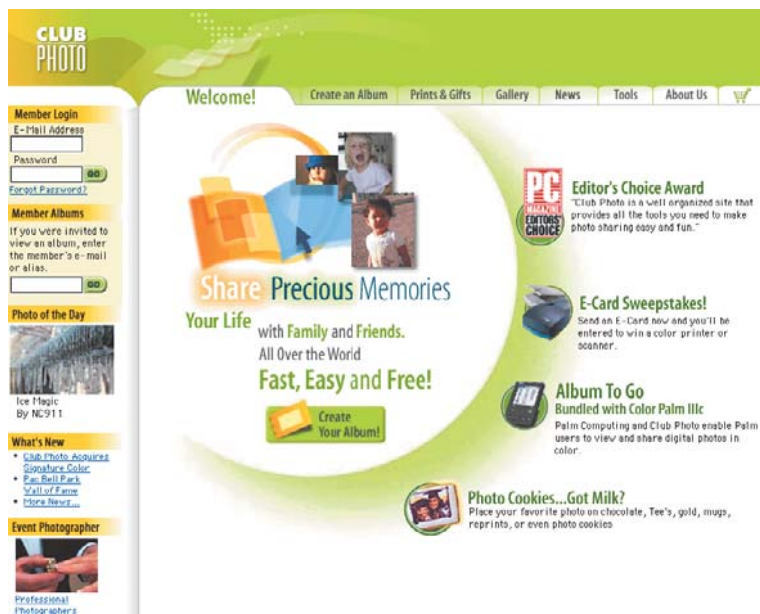 CLUB
PHOTO
Welcome!
Create an Album
Prints & Gifts
Gallery
News
Tools
About Us
Member Login
E-Mail Address
Password
GO
Forgot Password?
Member Albums
If you were invited to
view an album, enter
the member's e-mail
or alias.
GO
Photo of the Day
Ice Magic
By NC911
What's New
• Club Photo Acquires
Signature Color
• Pac Bell Park
Wall of Fame
• More News...
Event Photographer
Professional
Photographers
Share Precious Memories
Your Life with Family and Friends.
All Over the World
Fast, Easy and Free!
Create
Your Album!
PC
MAGAZINE
EDITORS'
CHOICE
Editor's Choice Award
"Club Photo is a well organized site that
provides all the tools you need to make
photo sharing easy and fun."
E-Card Sweepstakes!
Send an E-Card now and you'll be
entered to win a color printer or
scanner.
Album To Go
Bundled with Color Palm IIIc
Palm Computing and Club Photo enable Palm
users to view and share digital photos in
color.
Photo Cookies...Got Milk?
Place your favorite photo on chocolate, Tee's, gold, mugs,
reprints, or even photo cookies